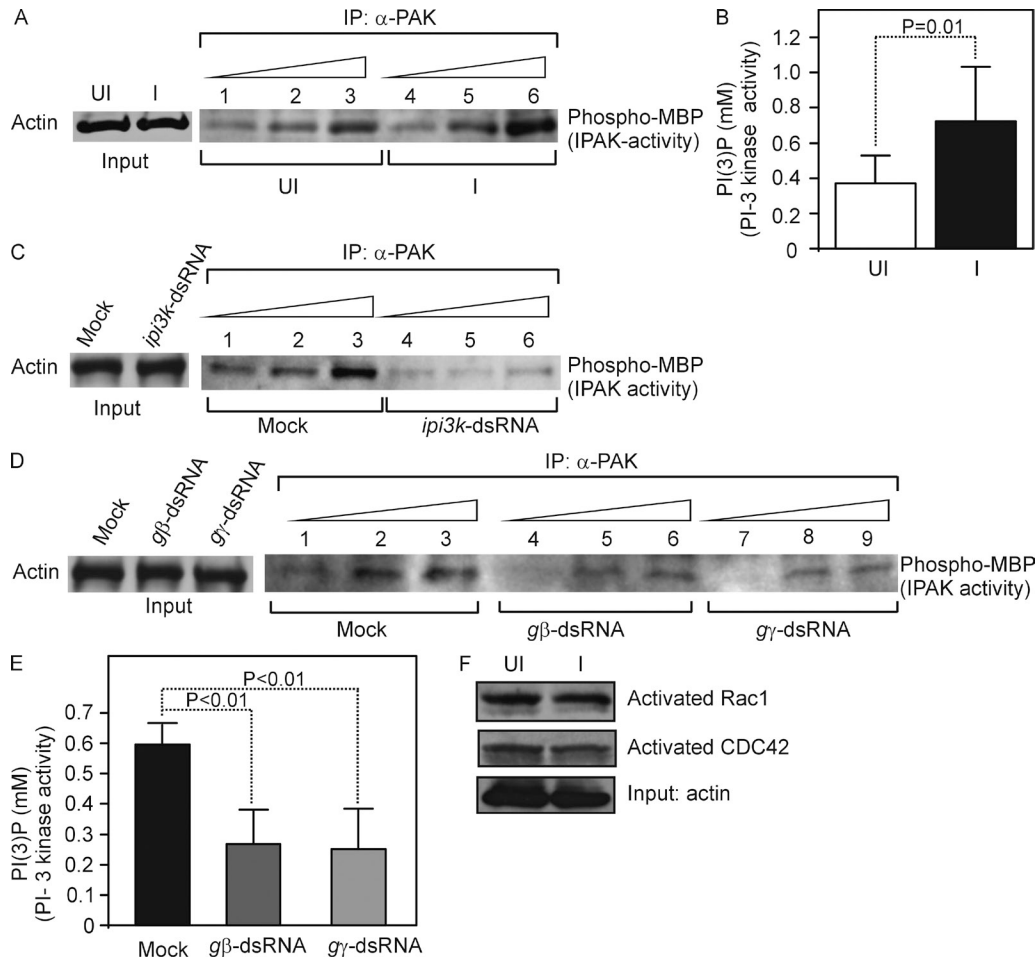 A
IP: α-PAK
UI I
1 2 3 4 5 6
Actin
Phospho-MBP
(IPAK-activity)
Input
UI
I
B
P=0.01
PI(3)P (mM)
(PI-3 kinase activity)
1.2
1.0
0.8
0.6
0.4
0.2
0
UI I
C
IP: α-PAK
Mock
ipi3k-dsRNA
1 2 3 4 5 6
Actin
Phospho-MBP
(IPAK activity)
Input
Mock
ipi3k-dsRNA
D
IP: α-PAK
Mock
gβ-dsRNA
gγ-dsRNA
1 2 3 4 5 6 7 8 9
Actin
Phospho-MBP
(IPAK activity)
Input
Mock
gβ-dsRNA
gγ-dsRNA
E
P<0.01
P<0.01
PI(3)P (mM)
(PI- 3 kinase activity)
0.7
0.6
0.5
0.4
0.3
0.2
0.1
0
Mock gβ-dsRNA gγ-dsRNA
F
UI I
Activated Rac1
Activated CDC42
Input: actin